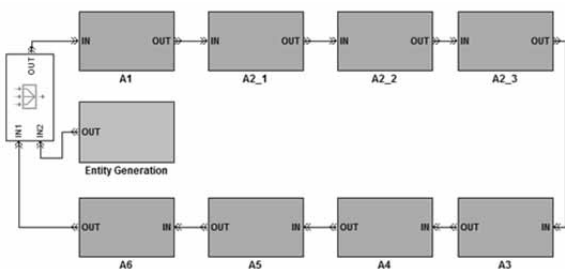 IN OUT IN OUT IN OUT IN OUT
A1 A2_1 A2_2 A2_3
OUT
IN1 IN2
OUT
Entity Generation
OUT IN OUT IN OUT IN OUT IN
A6 A5 A4 A3